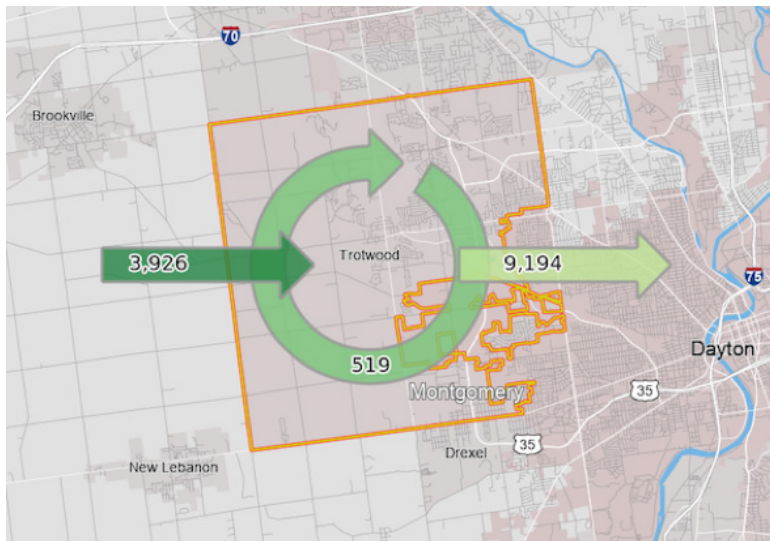 70
Brookville
Trotwood
3,926
9,194
75
519
Dayton
Montgomery
35
35
Drexel
New Lebanon